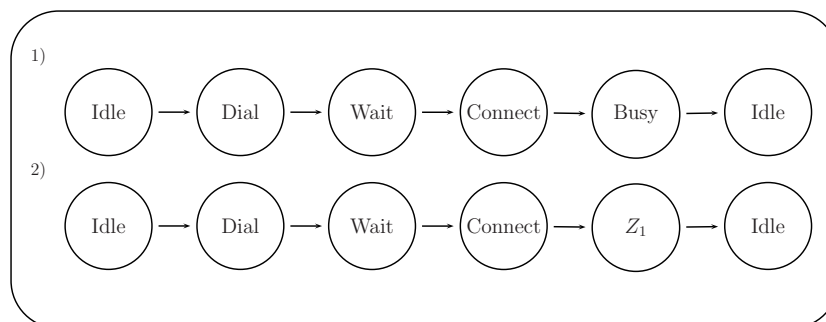 1)
Idle Dial Wait Connect Busy Idle
2)
Idle Dial Wait Connect Z₁ Idle